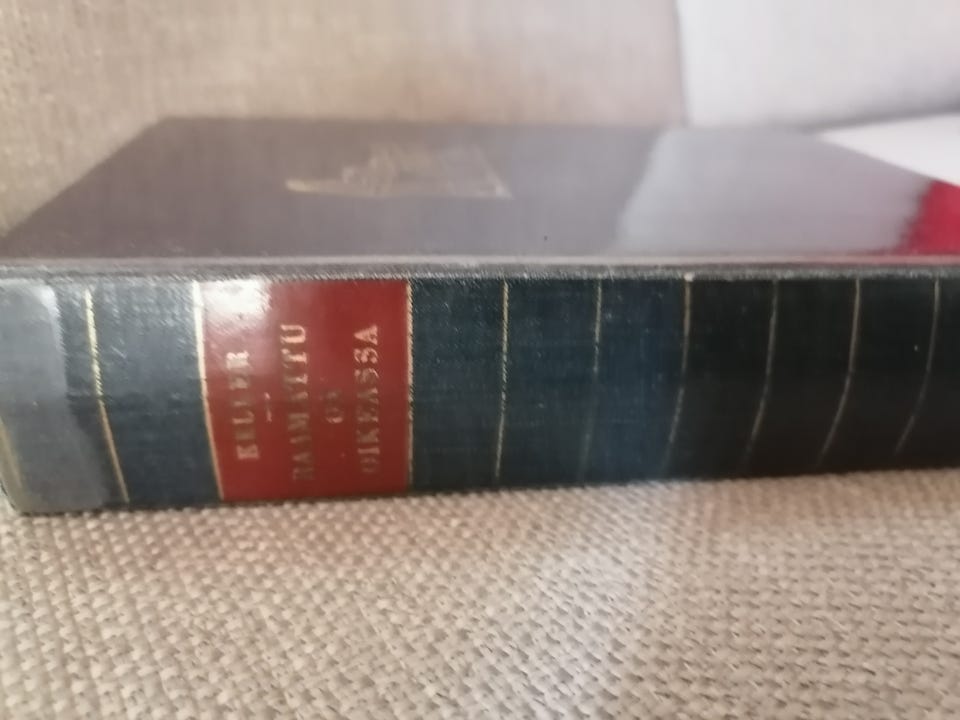 KELLER
RAAMATTU
ON
OIKEASSA